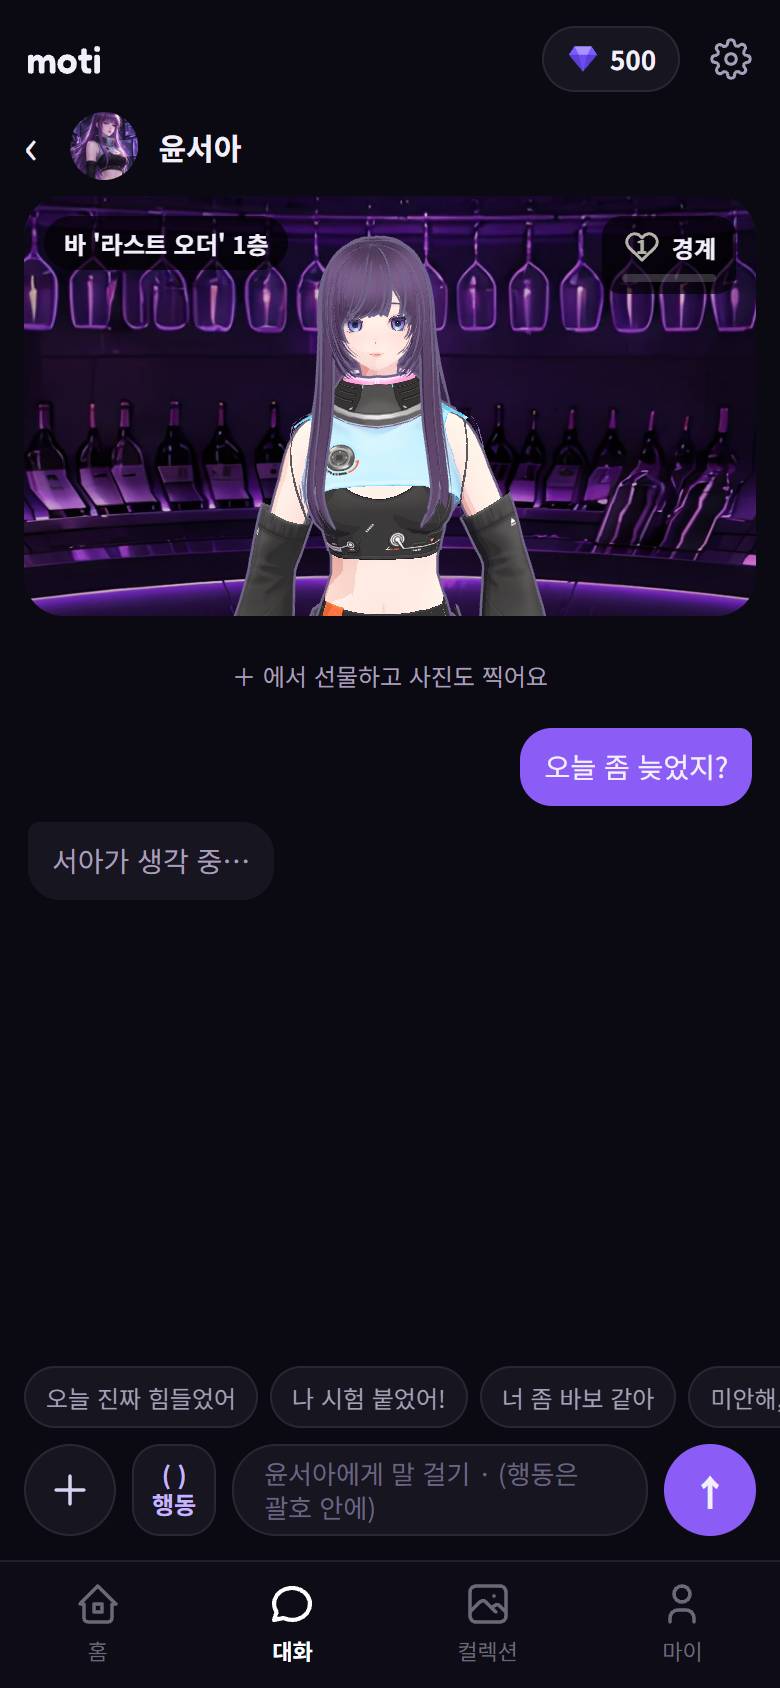 moti
500
‹ 윤서아
바 '라스트 오더' 1층
1 경계
+ 에서 선물하고 사진도 찍어요
오늘 좀 늦었지?
서아가 생각 중…
오늘 진짜 힘들었어
나 시험 붙었어!
너 좀 바보 같아
미안해,
+
( )
행동
윤서아에게 말 걸기 · (행동은
괄호 안에)
↑
홈
대화
컬렉션
마이